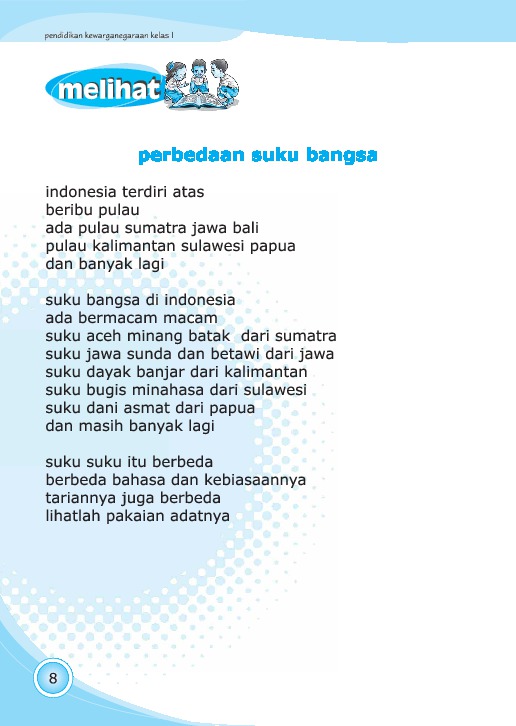 pendidikan kewarganegaraan kelas I
melihat
perbedaan suku bangsa
indonesia terdiri atas
beribu pulau
ada pulau sumatra jawa bali
pulau kalimantan sulawesi papua
dan banyak lagi
suku bangsa di indonesia
ada bermacam macam
suku aceh minang batak dari sumatra
suku jawa sunda dan betawi dari jawa
suku dayak banjar dari kalimantan
suku bugis minahasa dari sulawesi
suku dani asmat dari papua
dan masih banyak lagi
suku suku itu berbeda
berbeda bahasa dan kebiasaannya
tariannya juga berbeda
lihatlah pakaian adatnya
8